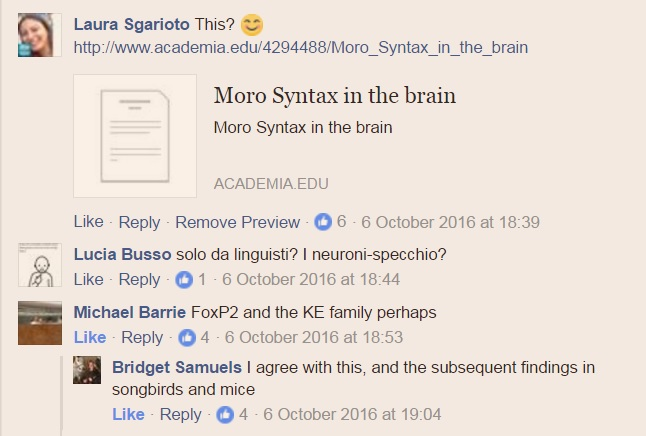 Laura Sgarioto This? 😊
http://www.academia.edu/4294488/Moro_Syntax_in_the_brain
Moro Syntax in the brain
Moro Syntax in the brain
ACADEMIA.EDU
Like · Reply · Remove Preview · 6 · 6 October 2016 at 18:39
Lucia Busso solo da linguisti? I neuroni-specchio?
Like · Reply · 1 · 6 October 2016 at 18:44
Michael Barrie FoxP2 and the KE family perhaps
Like · Reply · 4 · 6 October 2016 at 18:53
Bridget Samuels I agree with this, and the subsequent findings in
songbirds and mice
Like · Reply · 4 · 6 October 2016 at 19:04